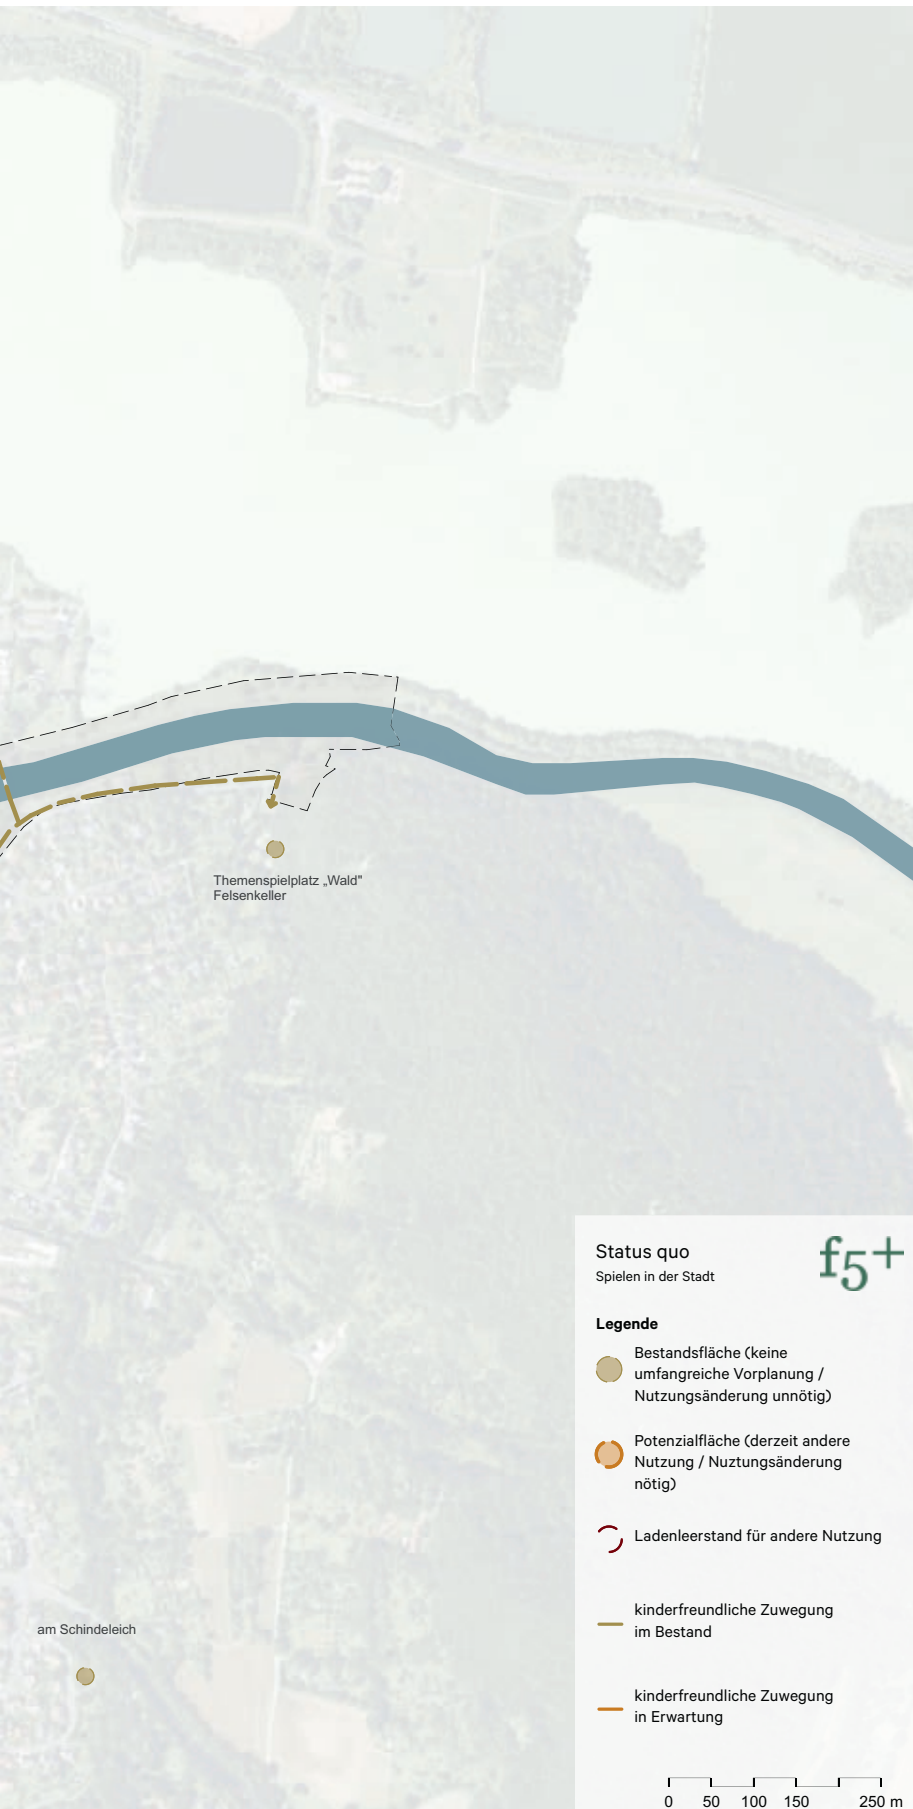 Themenspielplatz „Wald"
Felsenkeller
am Schindeleich
Status quo
f5+
Spielen in der Stadt
Legende
Bestandsfläche (keine
umfangreiche Vorplanung /
Nutzungsänderung unnötig)
Potenzialfläche (derzeit andere
Nutzung / Nuztungsänderung
nötig)
Ladenleerstand für andere Nutzung
kinderfreundliche Zuwegung
im Bestand
kinderfreundliche Zuwegung
in Erwartung
0 50 100 150 250 m